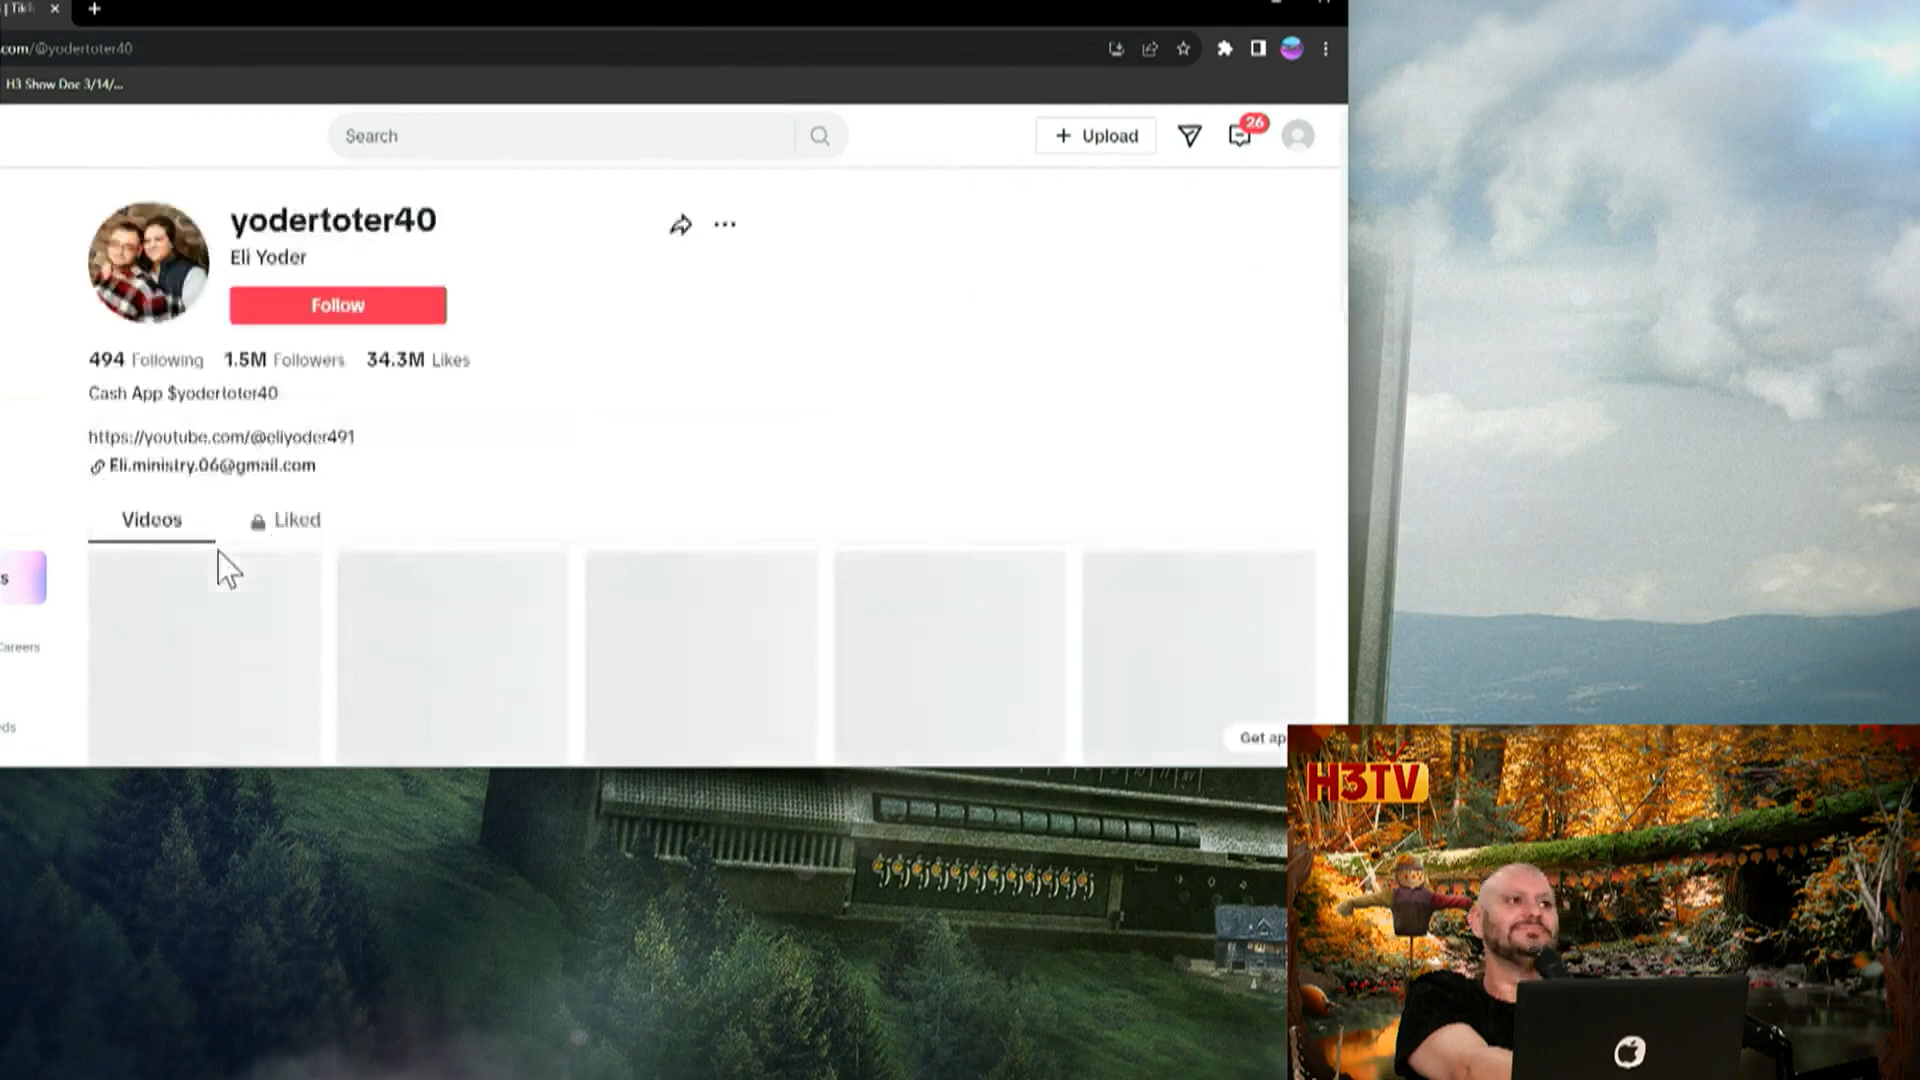 | TikT
com/@yodertoter40
H3 Show Doc 3/14/...
Search
Upload
26
yodertoter40
Eli Yoder
Follow
494 Following 1.5M Followers 34.3M Likes
Cash App $yodertoter40
https://youtube.com/@eliyoder491
Eli.ministry.06@gmail.com
Videos Liked
s
Careers
ds
Get ap
H3TV